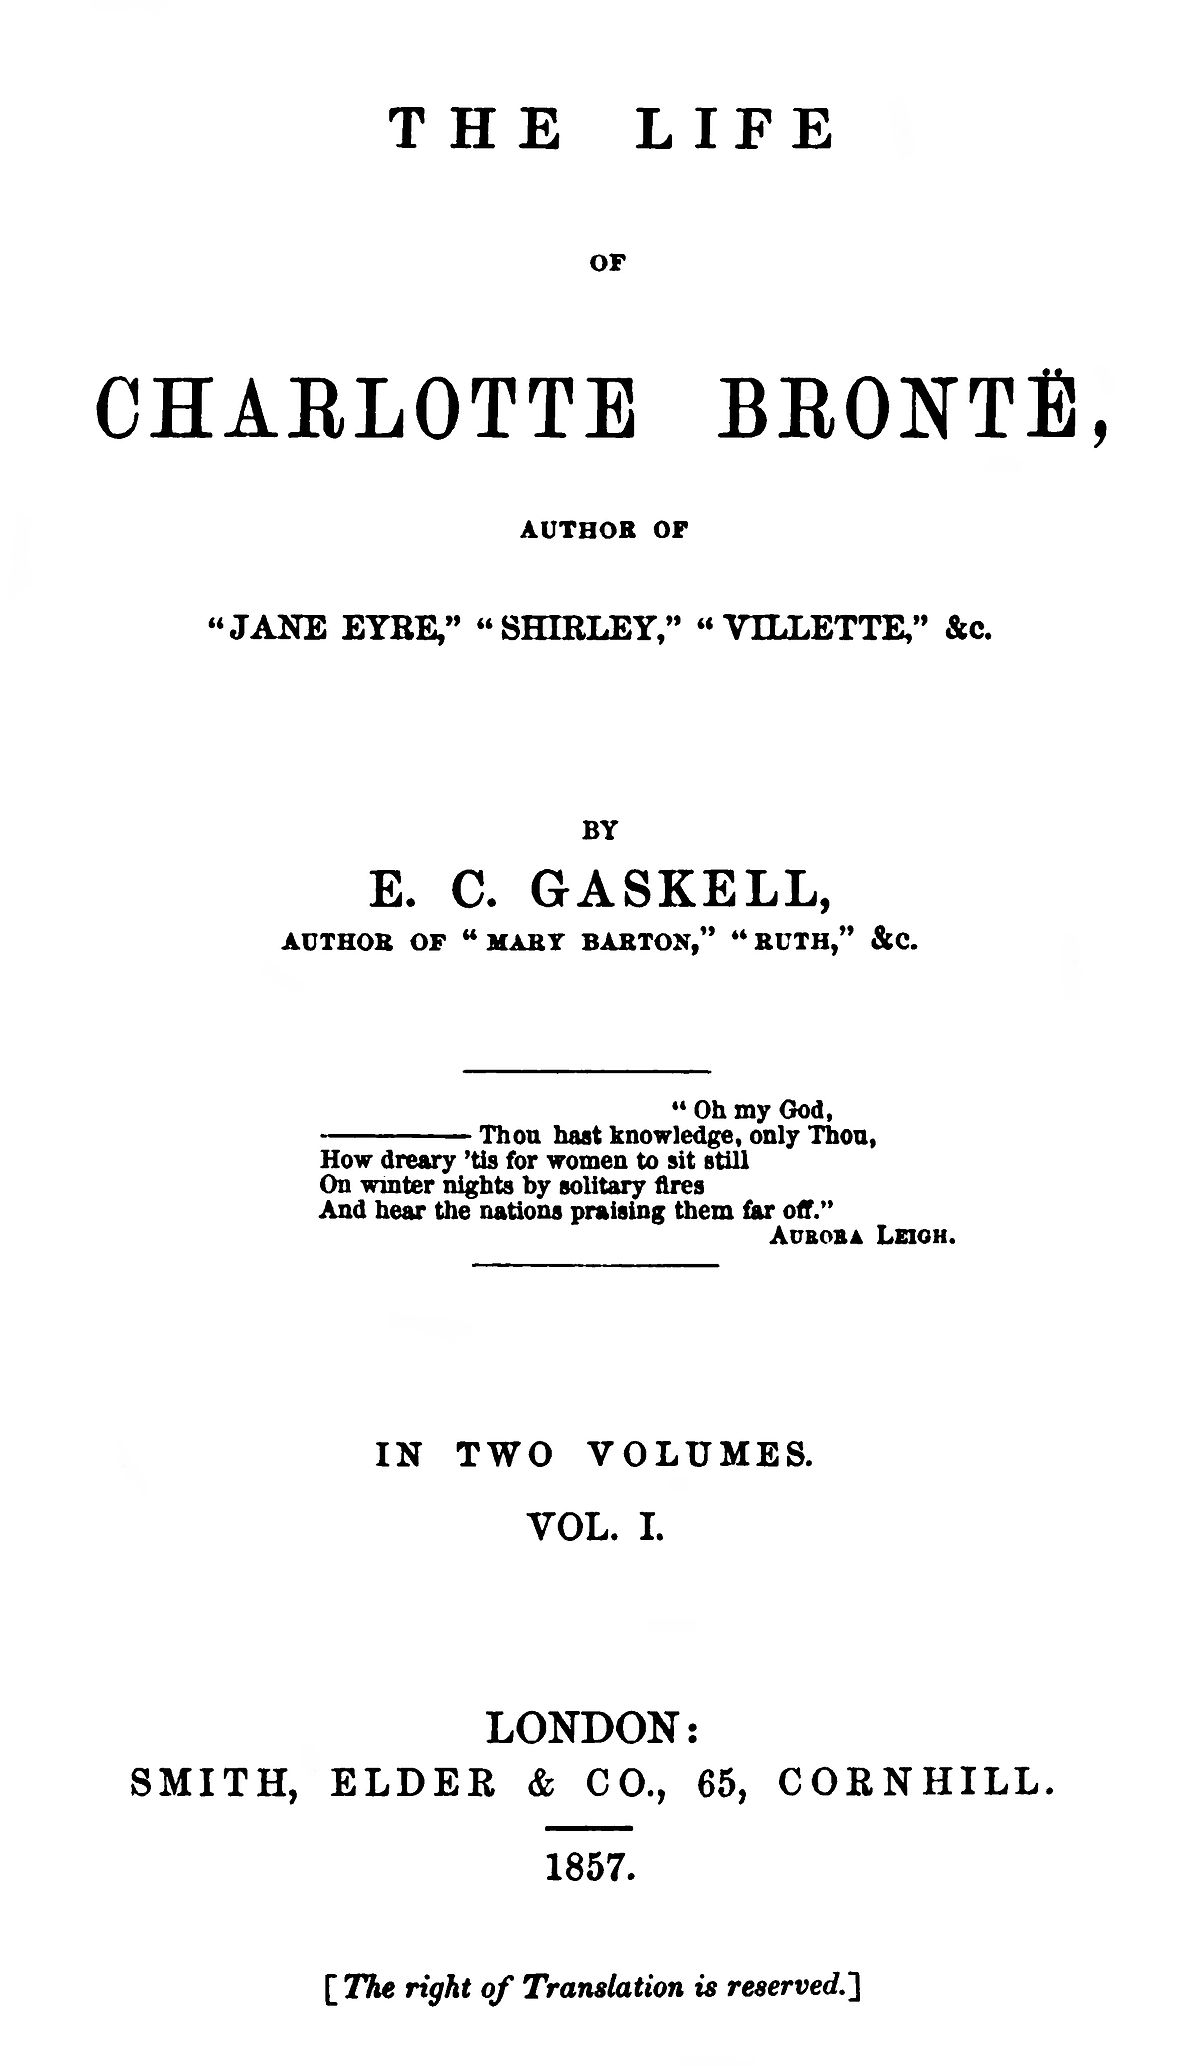 THE LIFE
OF
CHARLOTTE BRONTË,
AUTHOR OF
“JANE EYRE,” “SHIRLEY,” “VILLETTE,” &c.
BY
E. C. GASKELL,
AUTHOR OF “MARY BARTON,” “RUTH,” &c.
“Oh my God,
——— Thou hast knowledge, only Thou,
How dreary ’tis for women to sit still
On winter nights by solitary fires
And hear the nations praising them far off.”
AURORA LEIGH.
IN TWO VOLUMES.
VOL. I.
LONDON:
SMITH, ELDER & CO., 65, CORNHILL.
1857.
[The right of Translation is reserved.]